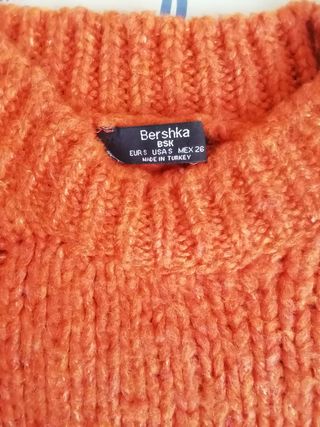 Bershka
BSK
EUR S USA S MEX 26
MADE IN TURKEY